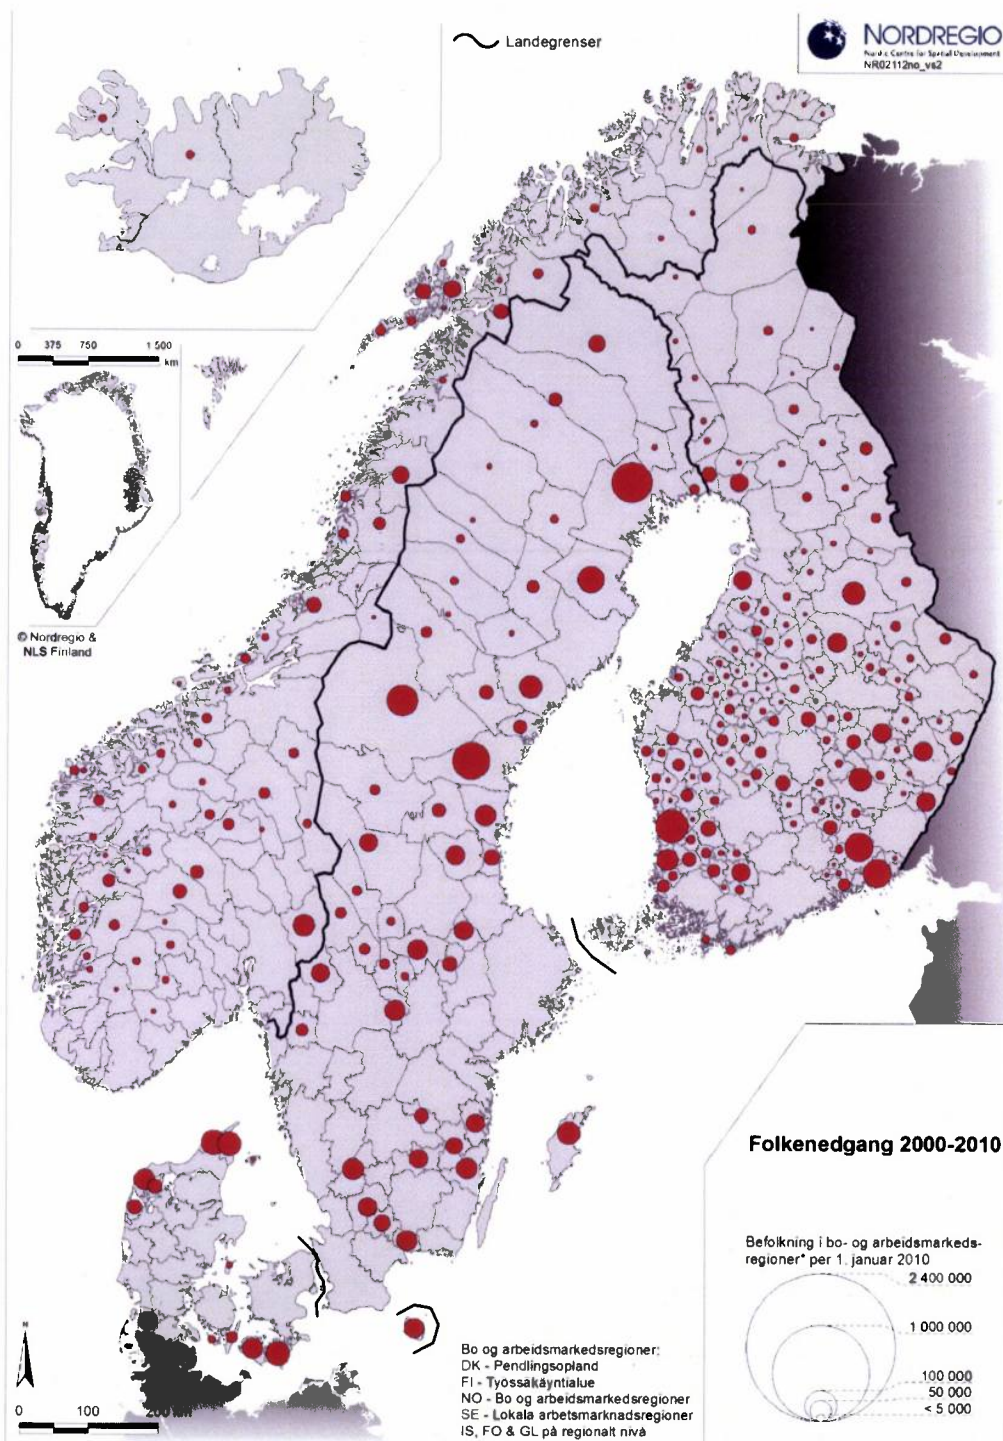 Landegrenser
NORDREGIO
Nordic Centre for Spatial Development
NR02112no_vs2
0 375 750 1 500
km
© Nordregio &
NLS Finland
Nord
Folkenedgang 2000-2010
Befolkning i bo- og arbeidsmarkeds-
regioner* per 1. januar 2010
2 400 000
1 000 000
100 000
50 000
< 5 000
N
0 100 200 km
Bo og arbeidsmarkedsregioner:
DK - Pendlingsopland
FI - Työssäkäyntialue
NO - Bo og arbeidsmarkedsregioner
SE - Lokala arbetsmarknadsregioner
IS, FO & GL på regionalt nivå